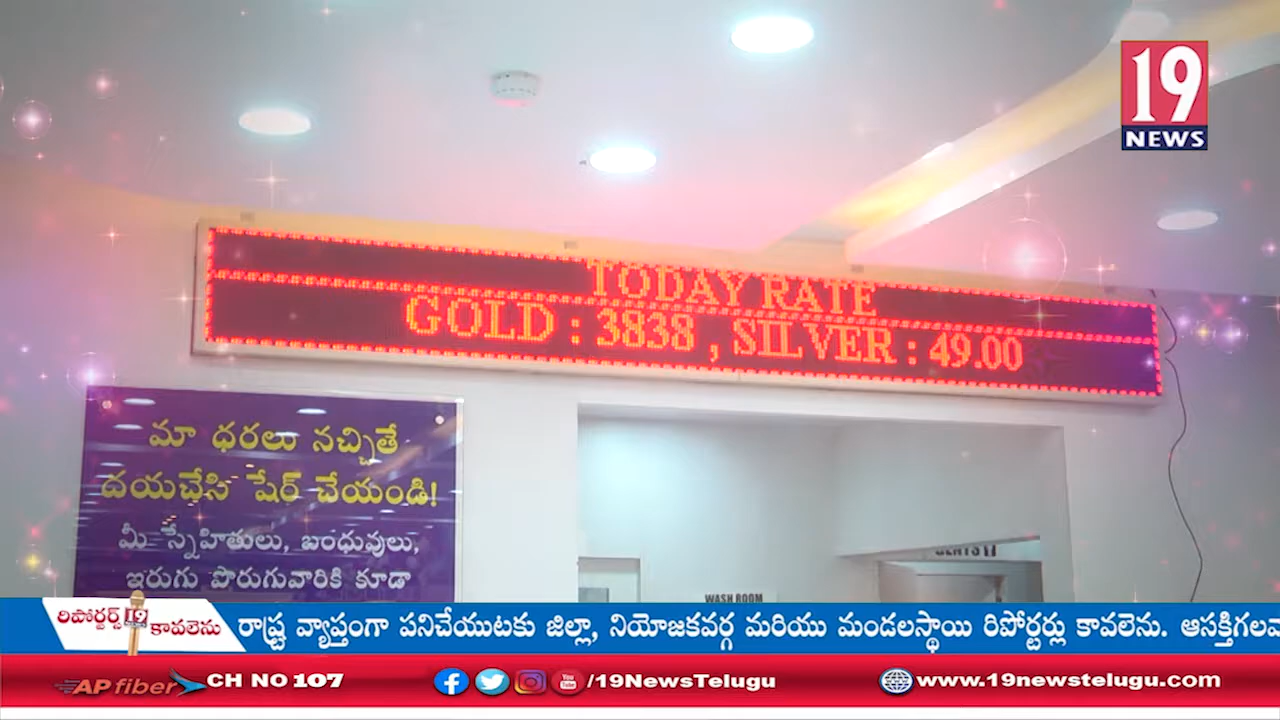 19
NEWS
TODAY RATE
GOLD : 3838 , SILVER : 49.00
మా ధరలు నచ్చితే
దయచేసి షేర్ చేయండి!
మీ స్నేహితులు, బంధువులు,
ఇరుగు పొరుగువారికి కూడా
WASH ROOM
రిపోర్టర్స్ 19
కావలెను
రాష్ట్ర వ్యాప్తంగా పనిచేయుటకు జిల్లా, నియోజకవర్గ మరియు మండలస్థాయి రిపోర్టర్లు కావలెను.
AP fiber CH NO 107
/19NewsTelugu
www.19newstelugu.com